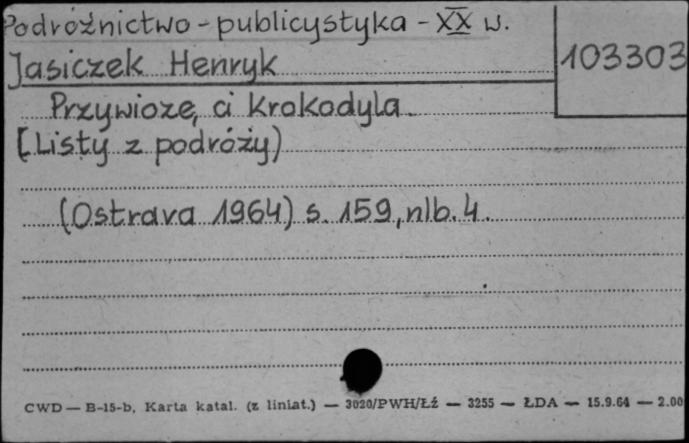 Podróżnictwo - publicystyka - XX w.
Jasiczek Henryk
103303
Przywiozę ci Krokodyla.
[Listy z podróży)
(Ostrava 1964) s. 159, nlb. 4.
CWD — B-15-b, Karta katal. (z liniat.) — 3020/PWH/Łź — 3255 — ŁDA — 15.9.64 — 2.00